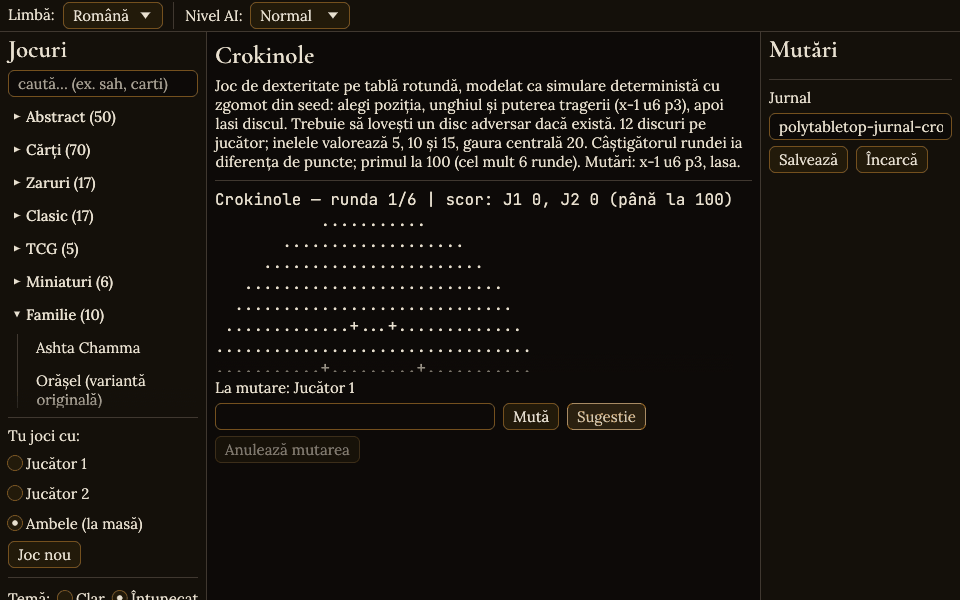 Limbă: Română ▼ Nivel AI: Normal ▼
Jocuri
caută... (ex. sah, carti)
▸ Abstract (50)
▸ Cărți (70)
▸ Zaruri (17)
▸ Clasic (17)
▸ TCG (5)
▸ Miniaturi (6)
▾ Familie (10)
Ashta Chamma
Orășel (variantă
originală)
Tu joci cu:
Jucător 1
Jucător 2
Ambele (la masă)
Joc nou
Temă: Clar Întunecat
Crokinole
Joc de dexteritate pe tablă rotundă, modelat ca simulare deterministă cu
zgomot din seed: alegi poziția, unghiul și puterea tragerii (x-1 u6 p3), apoi
lasi discul. Trebuie să lovești un disc adversar dacă există. 12 discuri pe
jucător; inelele valorează 5, 10 și 15, gaura centrală 20. Câștigătorul rundei ia
diferența de puncte; primul la 100 (cel mult 6 runde). Mutări: x-1 u6 p3, lasa.
Crokinole — runda 1/6 | scor: J1 0, J2 0 (până la 100)
...........
...................
.......................
...........................
.............................
.............+...+.............
.................................
...........+.........+...........
La mutare: Jucător 1
Mută Sugestie
Anulează mutarea
Mutări
Jurnal
polytabletop-jurnal-cro
Salvează Încarcă